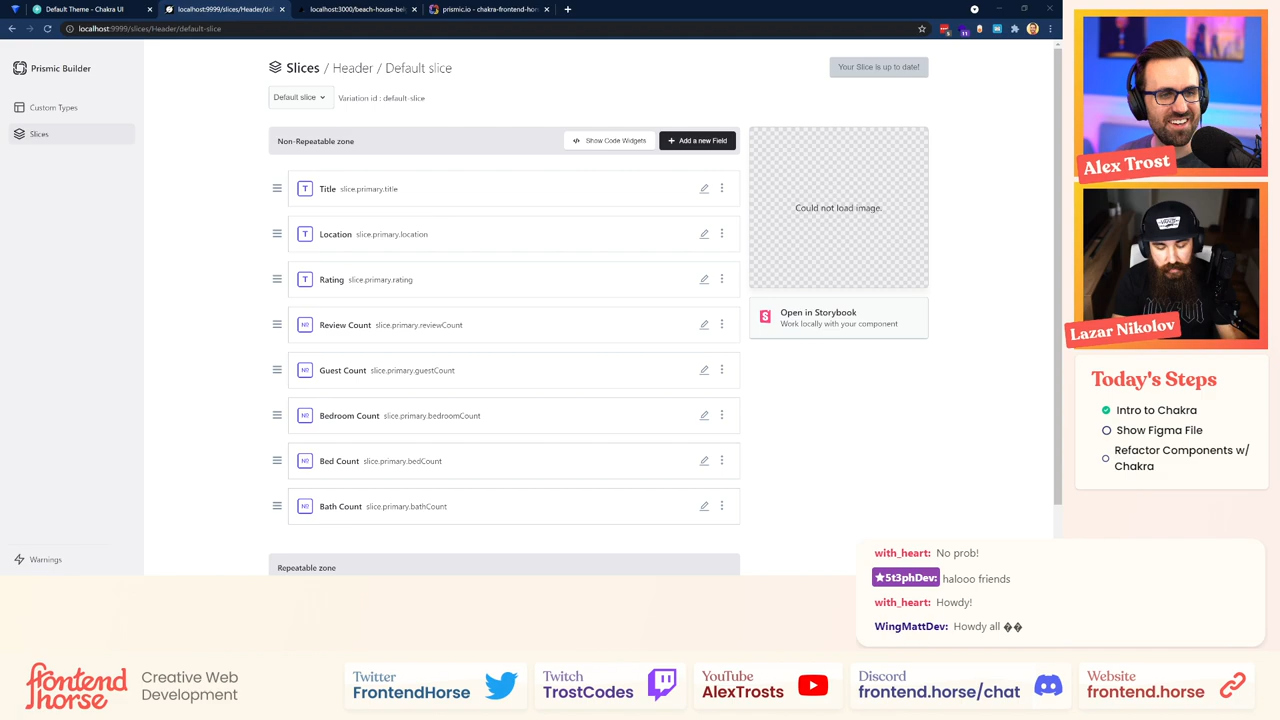 Default Theme - Chakra UI
localhost:9999/slices/Header/def
localhost:3000/beach-house-bel
prismic.io - chakra-frontend-hor
localhost:9999/slices/Header/default-slice
Prismic Builder
Custom Types
Slices
Warnings
Slices / Header / Default slice
Your Slice is up to date!
Default slice
Variation id : default-slice
Non-Repeatable zone
Show Code Widgets
Add a new Field
Title slice.primary.title
Location slice.primary.location
Rating slice.primary.rating
Review Count slice.primary.reviewCount
Guest Count slice.primary.guestCount
Bedroom Count slice.primary.bedroomCount
Bed Count slice.primary.bedCount
Bath Count slice.primary.bathCount
Repeatable zone
Could not load image.
Open in Storybook
Work locally with your component
Alex Trost
VANS
Lazar Nikolov
Today's Steps
Intro to Chakra
Show Figma File
Refactor Components w/
Chakra
with_heart: No prob!
5t3phDev: halooo friends
with_heart: Howdy!
WingMattDev: Howdy all ��
frontend
horse
Creative Web
Development
Twitter
FrontendHorse
Twitch
TrostCodes
YouTube
AlexTrosts
Discord
frontend.horse/chat
Website
frontend.horse